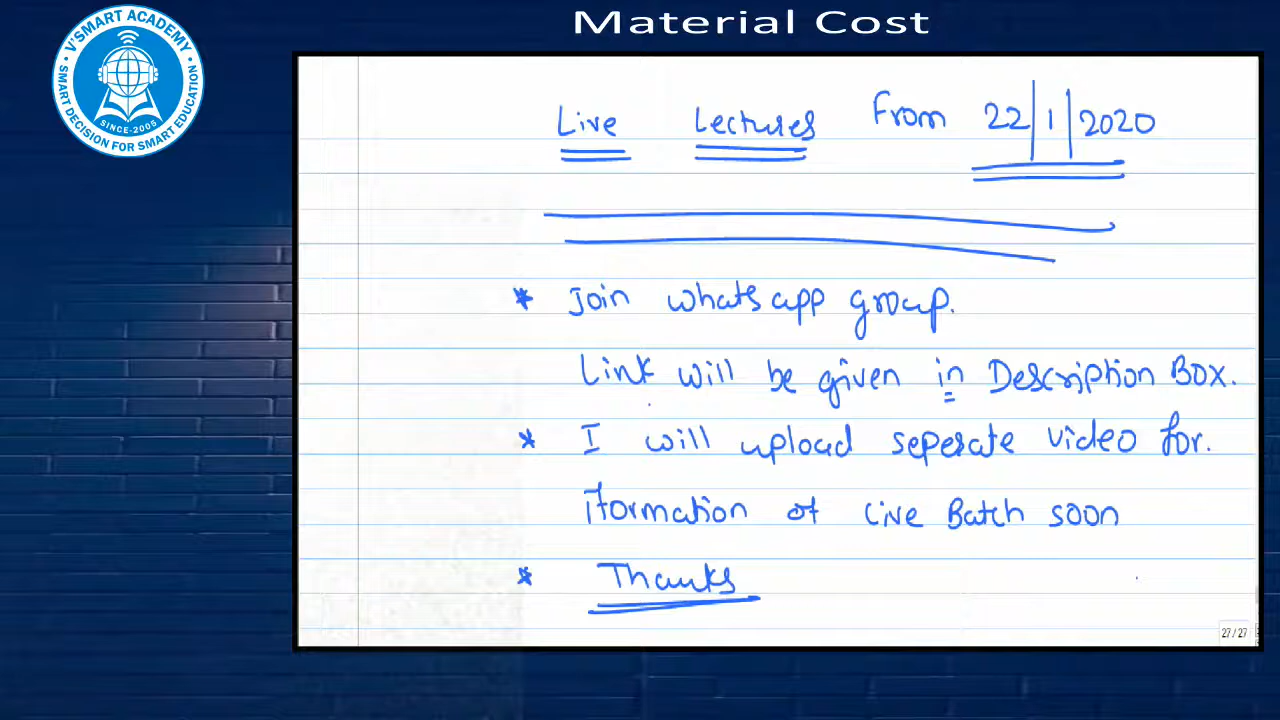 Material Cost
V'SMART ACADEMY
SINCE-2005
SMART DECISION FOR SMART EDUCATION
Live Lectures From 22/1/2020
* Join whatsapp group.
Link will be given in Description Box.
* I will upload seperate video for.
iformation of Live Batch soon
* Thanks
27/27